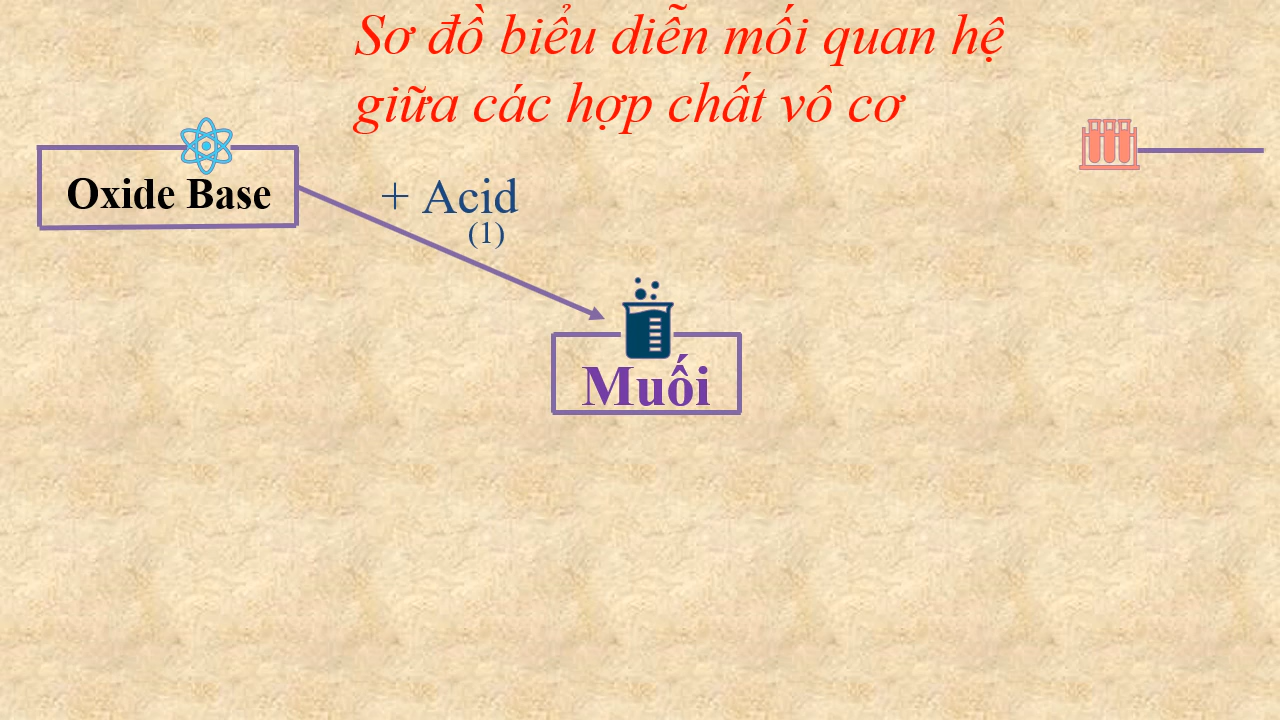 Sơ đồ biểu diễn mối quan hệ
giữa các hợp chất vô cơ
Oxide Base
+ Acid
(1)
Muối